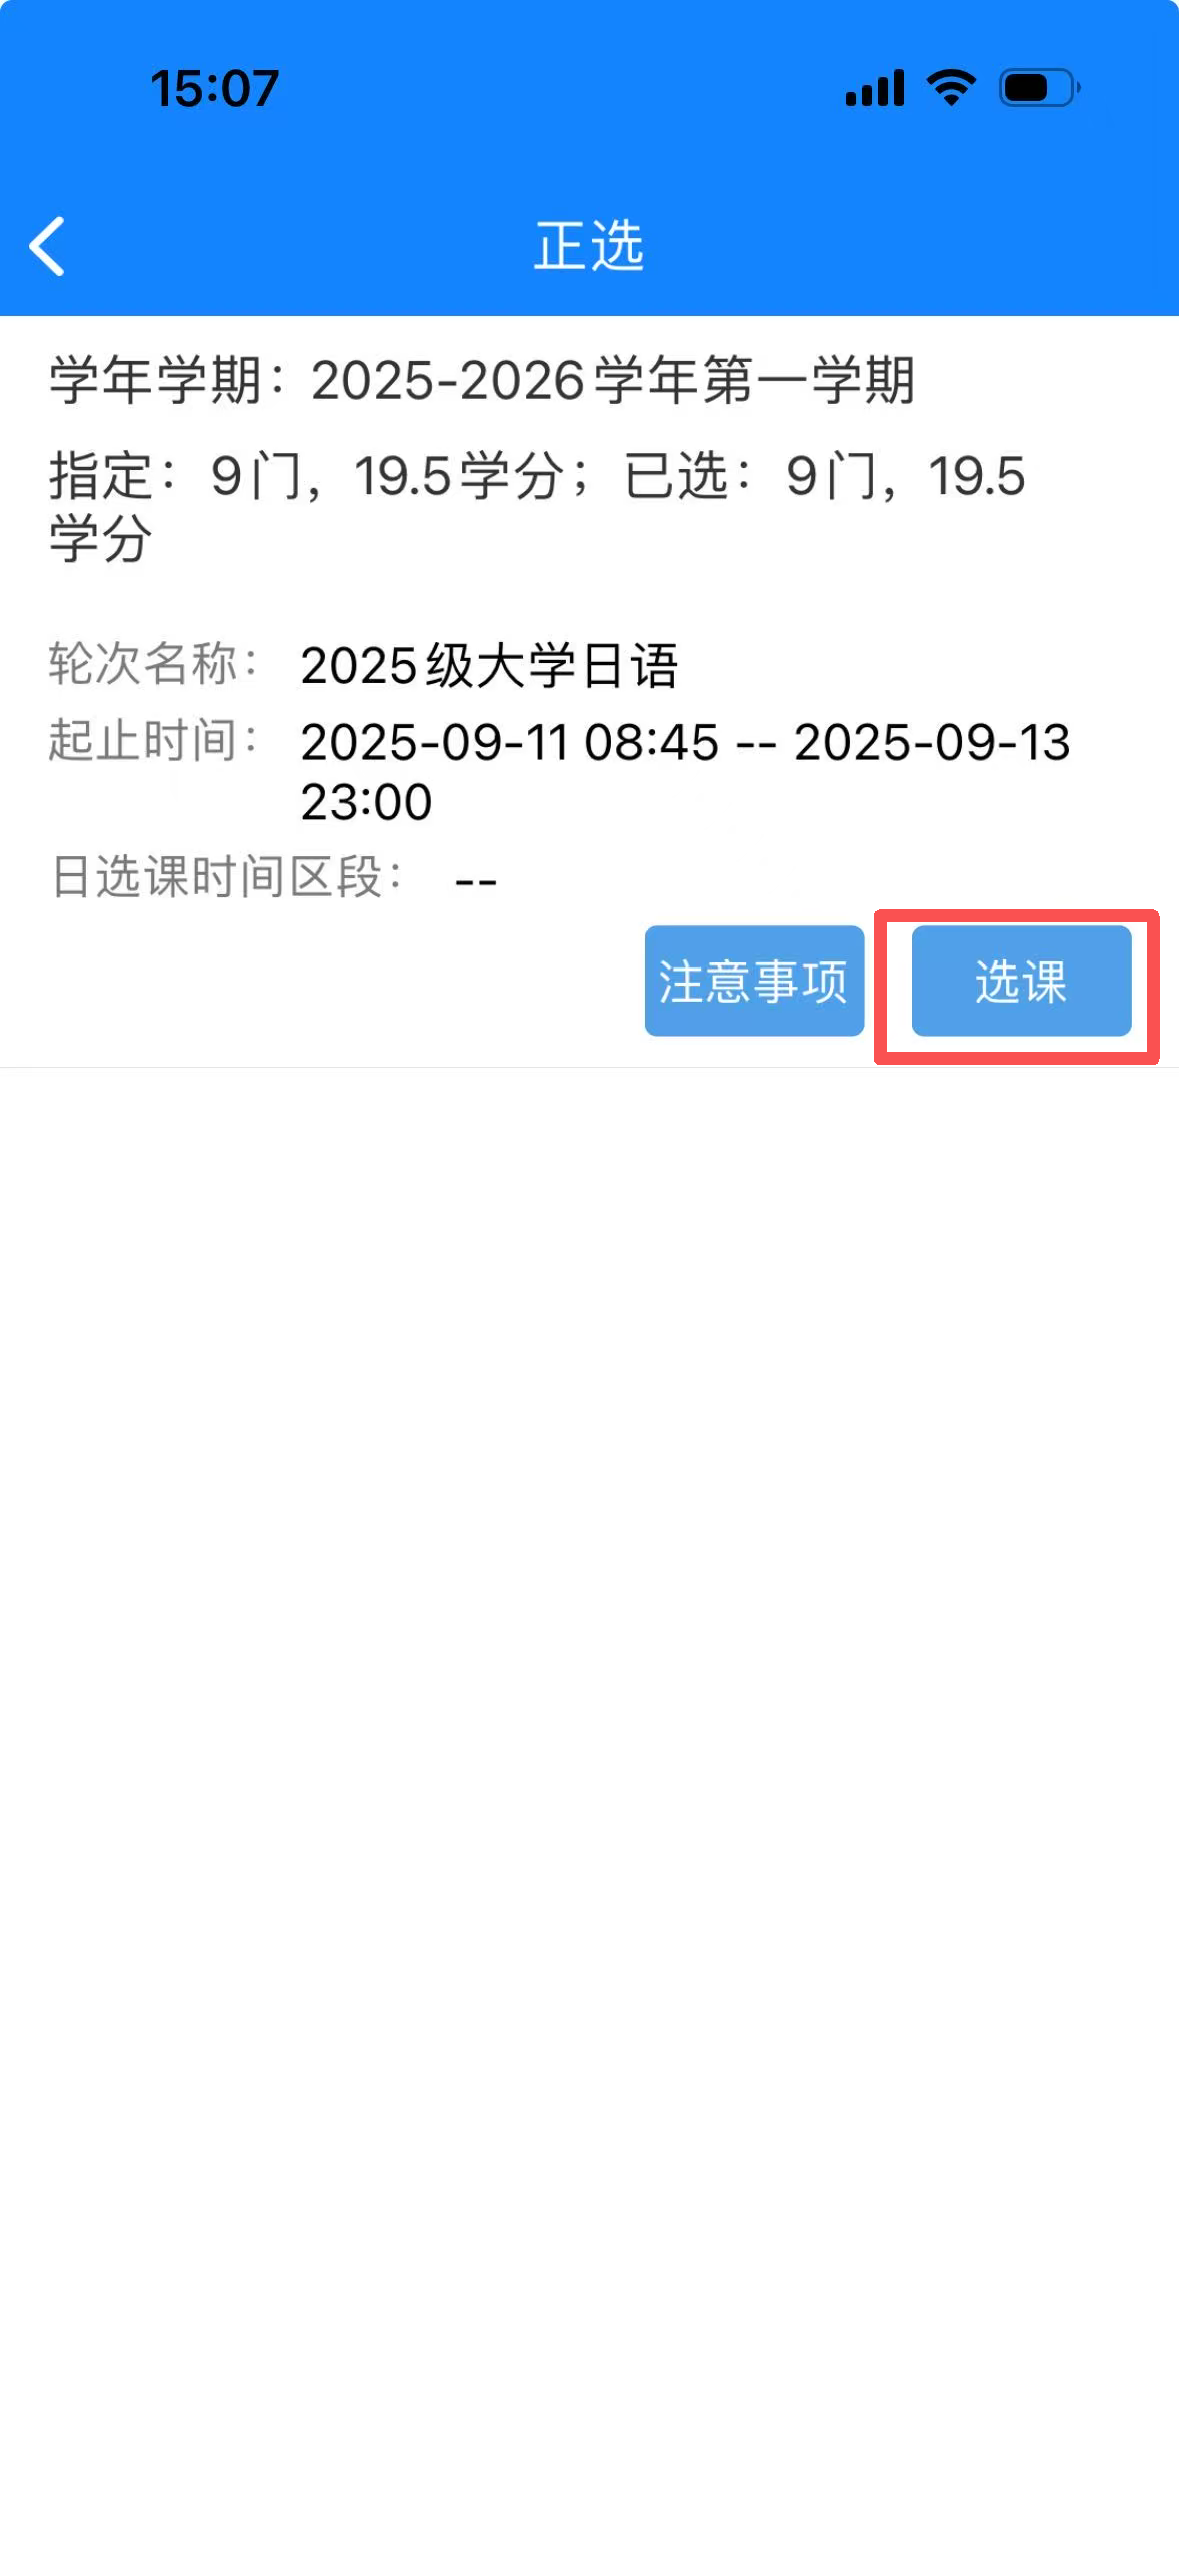 15:07
正选
学年学期：2025-2026学年第一学期
指定：9门，19.5学分；已选：9门，19.5
学分
轮次名称： 2025级大学日语
起止时间： 2025-09-11 08:45 -- 2025-09-13
23:00
日选课时间区段： --
注意事项 选课